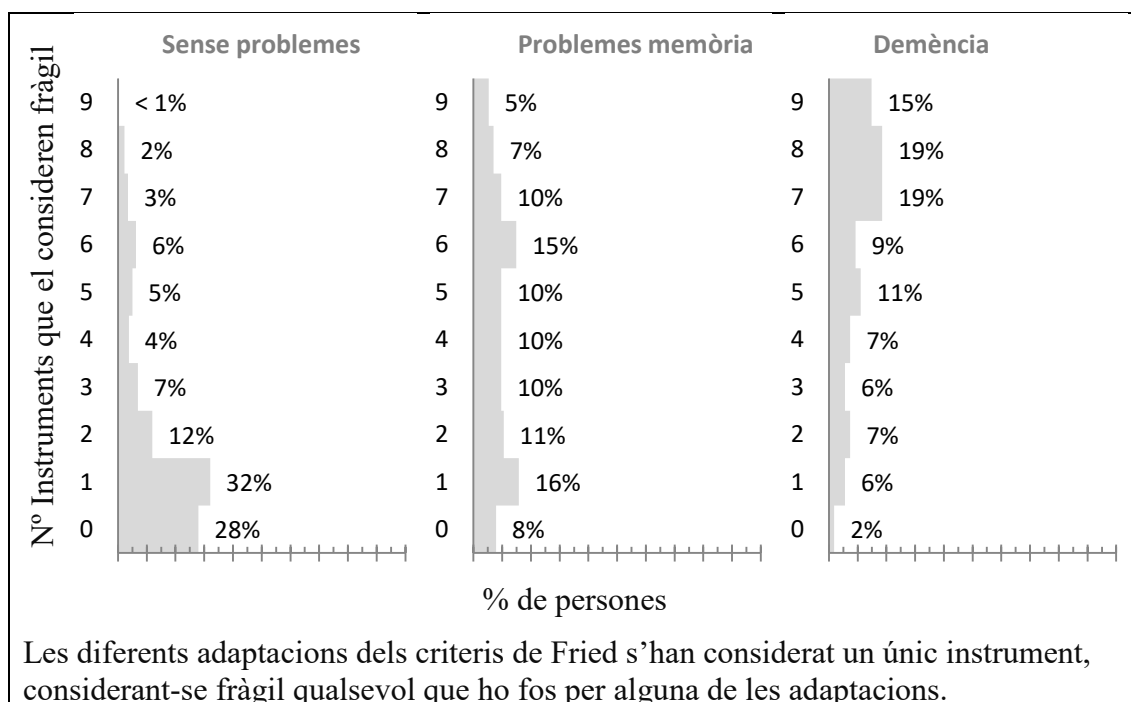 Sense problemes Problemes memòria Demència
Nº Instruments que el consideren fràgil
9 < 1% 9 5% 9 15%
8 2% 8 7% 8 19%
7 3% 7 10% 7 19%
6 6% 6 15% 6 9%
5 5% 5 10% 5 11%
4 4% 4 10% 4 7%
3 7% 3 10% 3 6%
2 12% 2 11% 2 7%
1 32% 1 16% 1 6%
0 28% 0 8% 0 2%
% de persones
Les diferents adaptacions dels criteris de Fried s’han considerat un únic instrument,
considerant-se fràgil qualsevol que ho fos per alguna de les adaptacions.